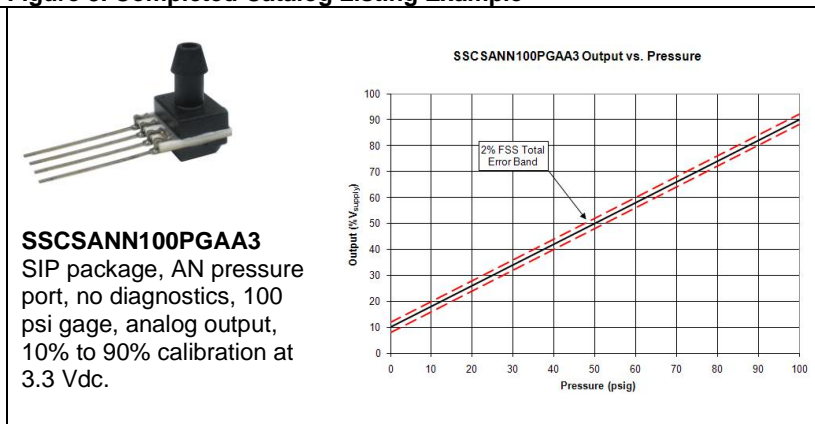 Figure 3. Completed Catalog Listing Example
SSCSANN100PGAA3
SIP package, AN pressure
port, no diagnostics, 100
psi gage, analog output,
10% to 90% calibration at
3.3 Vdc.
SSCSANN100PGAA3 Output vs. Pressure
Output (%Vsupply)
100
90
80
70
60
50
40
30
20
10
0
2% FSS Total
Error Band
0 10 20 30 40 50 60 70 80 90 100
Pressure (psig)